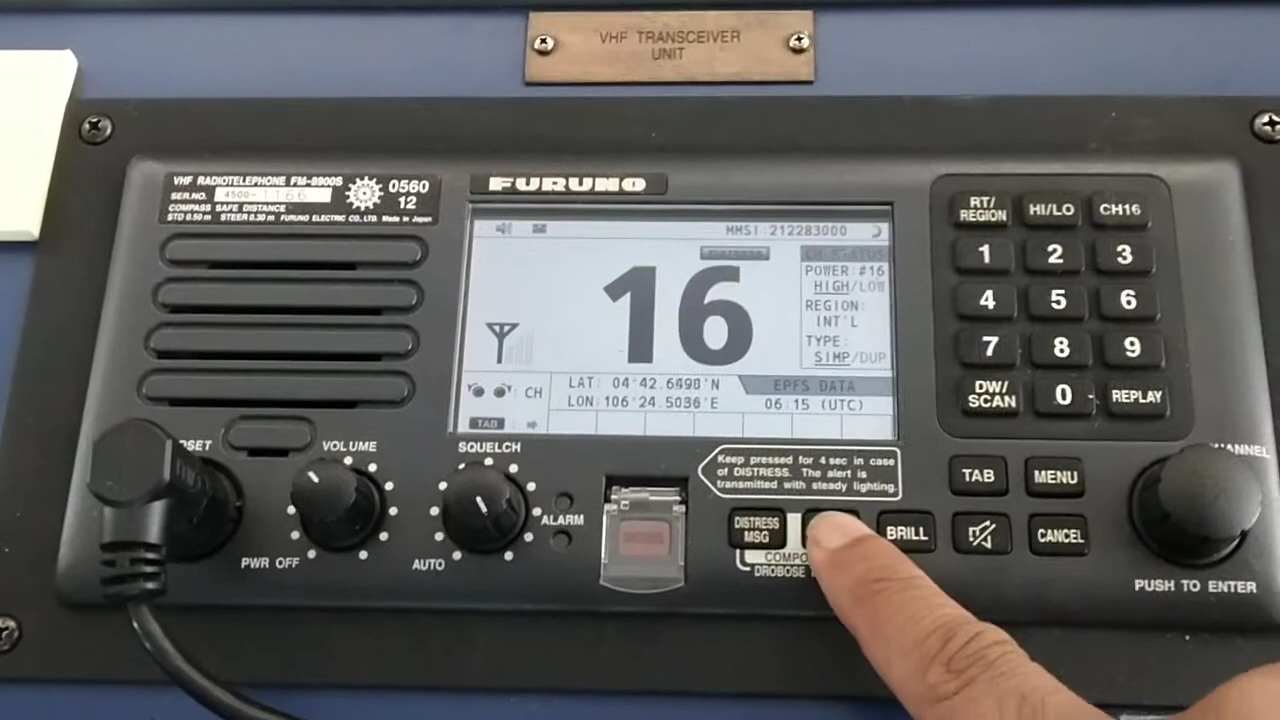 VHF TRANSCEIVER
UNIT
VHF RADIOTELEPHONE FM-8900S
SER.NO. 4500-1166
COMPASS SAFE DISTANCE
STD 0.50 m STEER 0.30 m FURUNO ELECTRIC CO., LTD. Made in Japan
0560
12
FURUNO
MMSI:212283000
16
CH STATUS
POWER:#16
HIGH/LOW
REGION:
INT'L
TYPE:
SIMP/DUP
CH
LAT: 04°42.6490'N
LON:106°24.5036'E
EPFS DATA
06:15 (UTC)
TAB
RT/
REGION
HI/LO
CH16
1
2
3
4
5
6
7
8
9
DW/
SCAN
0
REPLAY
VOLUME
PWR OFF
SQUELCH
AUTO
ALARM
Keep pressed for 4 sec in case
of DISTRESS. The alert is
transmitted with steady lighting.
DISTRESS
MSG
BRILL
TAB
MENU
CANCEL
CHANNEL
PUSH TO ENTER